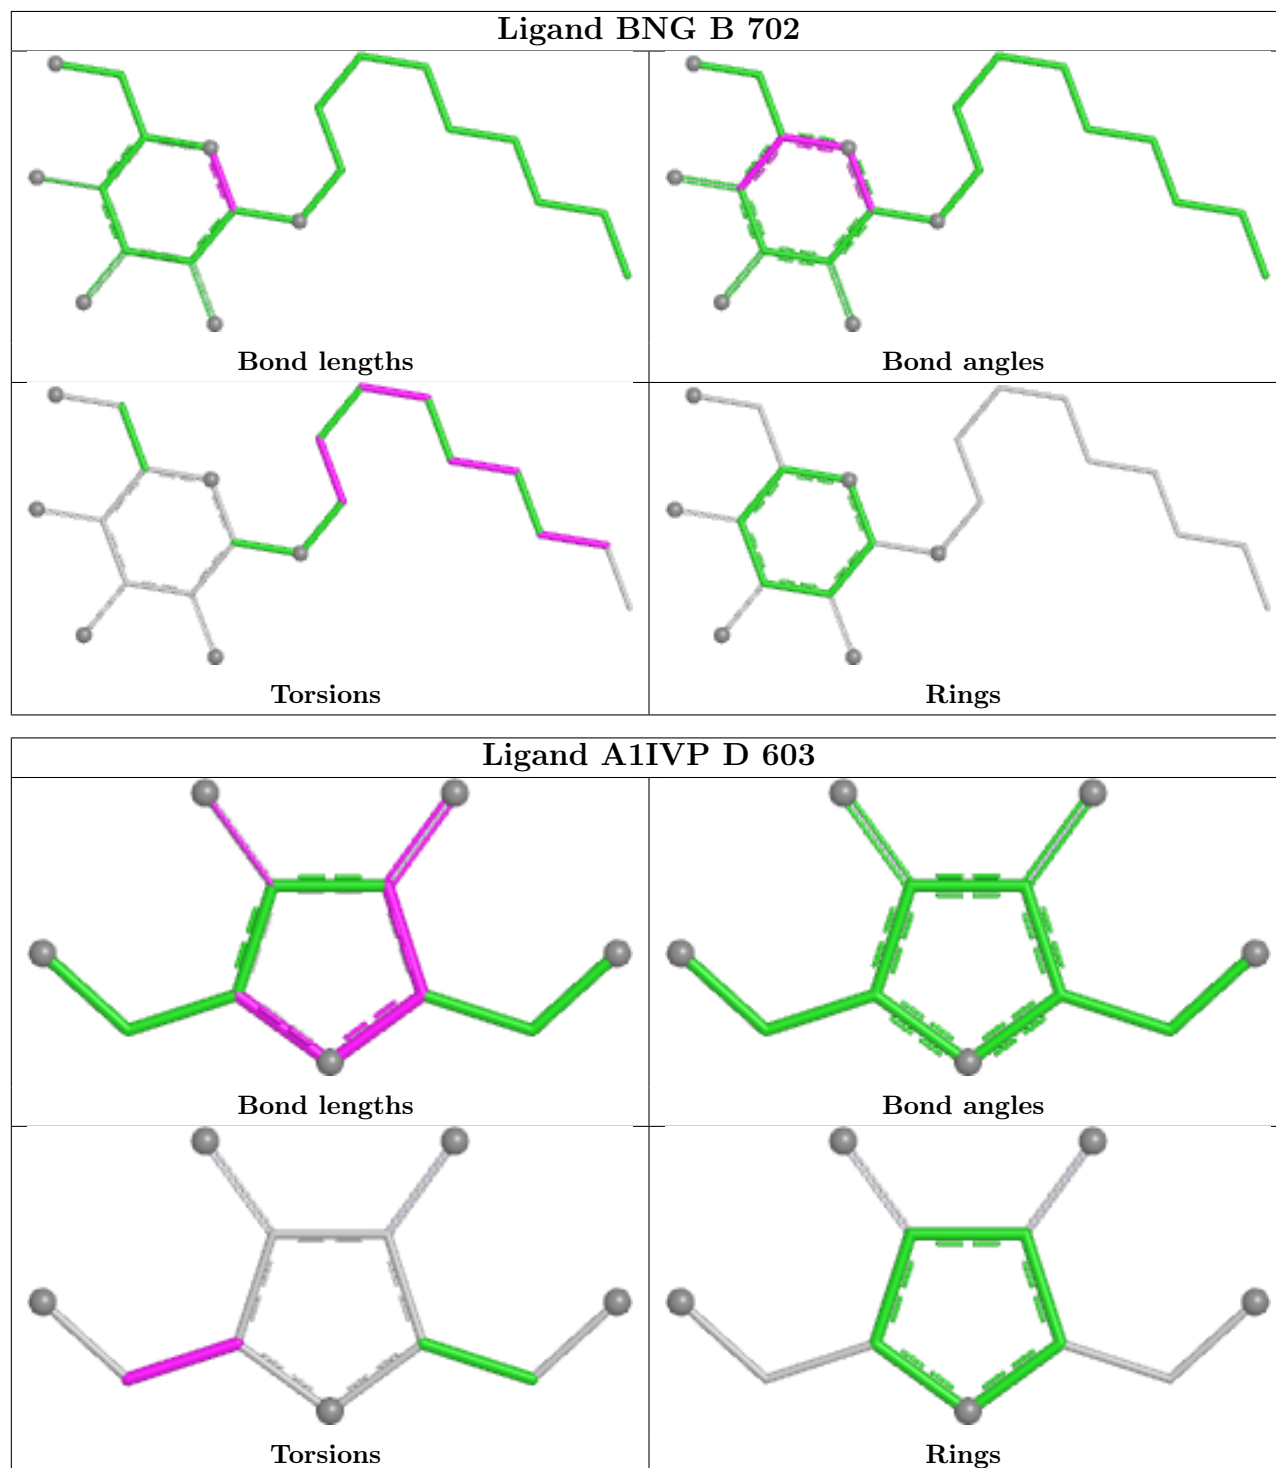 Ligand BNG B 702
Bond lengths
Bond angles
Torsions
Rings
Ligand A1IVP D 603
Bond lengths
Bond angles
Torsions
Rings